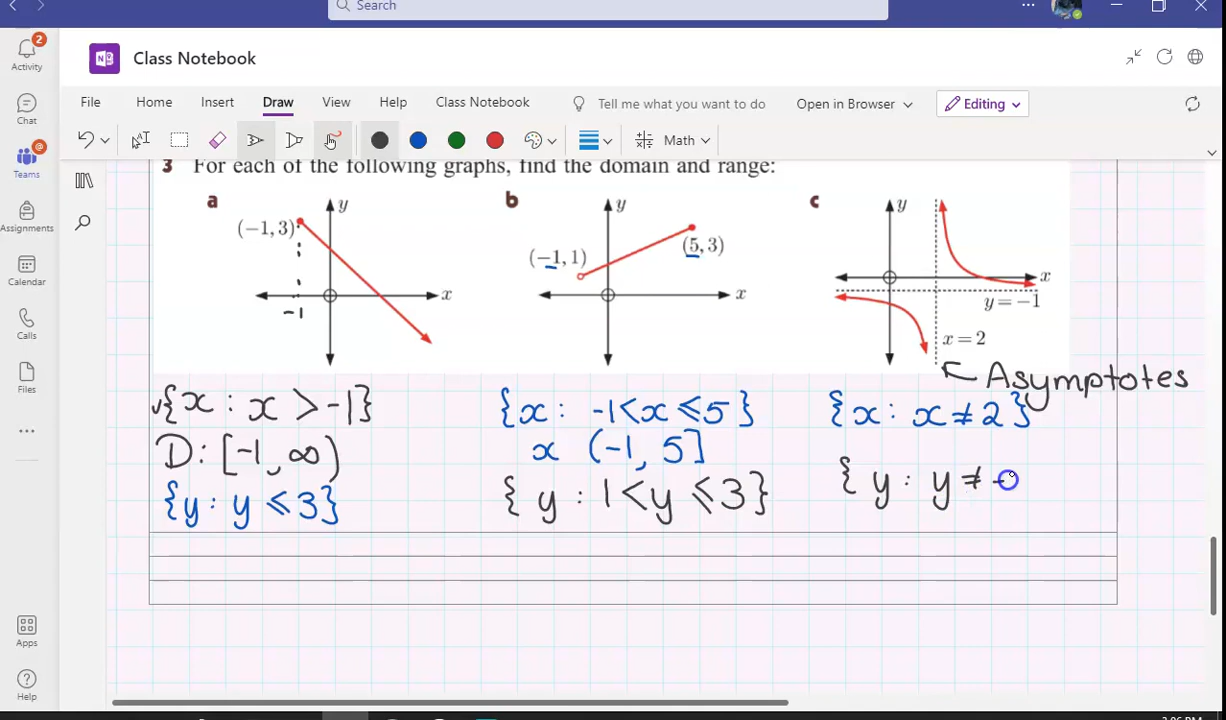 Search
Class Notebook
File Home Insert Draw View Help Class Notebook Tell me what you want to do Open in Browser Editing
Math
2
Activity
Chat
@
Teams
Assignments
Calendar
Calls
Files
Apps
Help
3 For each of the following graphs, find the domain and range:
a
y
(−1, 3)
x
−1
b
y
(−1, 1)
(5, 3)
x
c
y
x
y = −1
x = 2
Asymptotes
{x : x > -1}
D: [-1, ∞)
{y: y ≤ 3}
{x : -1 < x ≤ 5}
x (-1, 5]
{y : 1 < y ≤ 3}
{x : x ≠ 2}
{y : y ≠ -